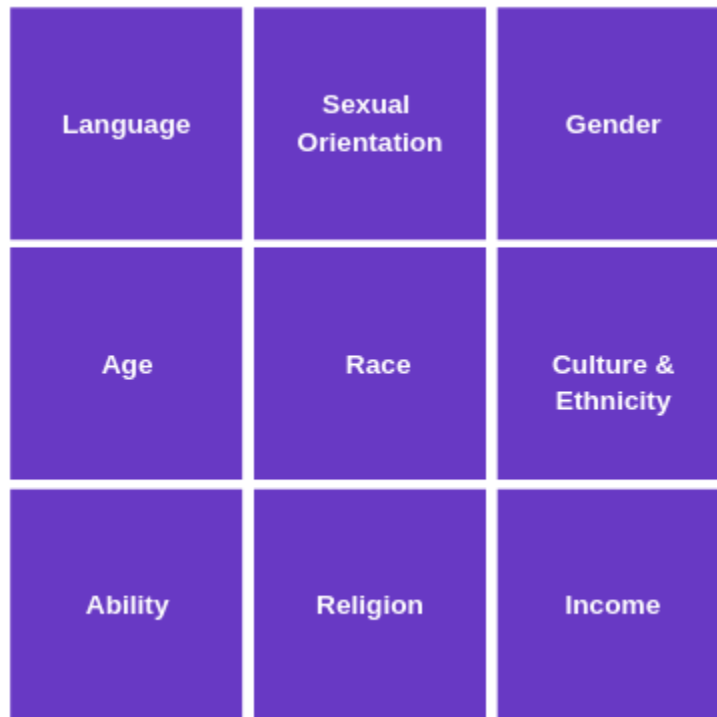 Language
Sexual
Orientation
Gender
Age
Race
Culture &
Ethnicity
Ability
Religion
Income